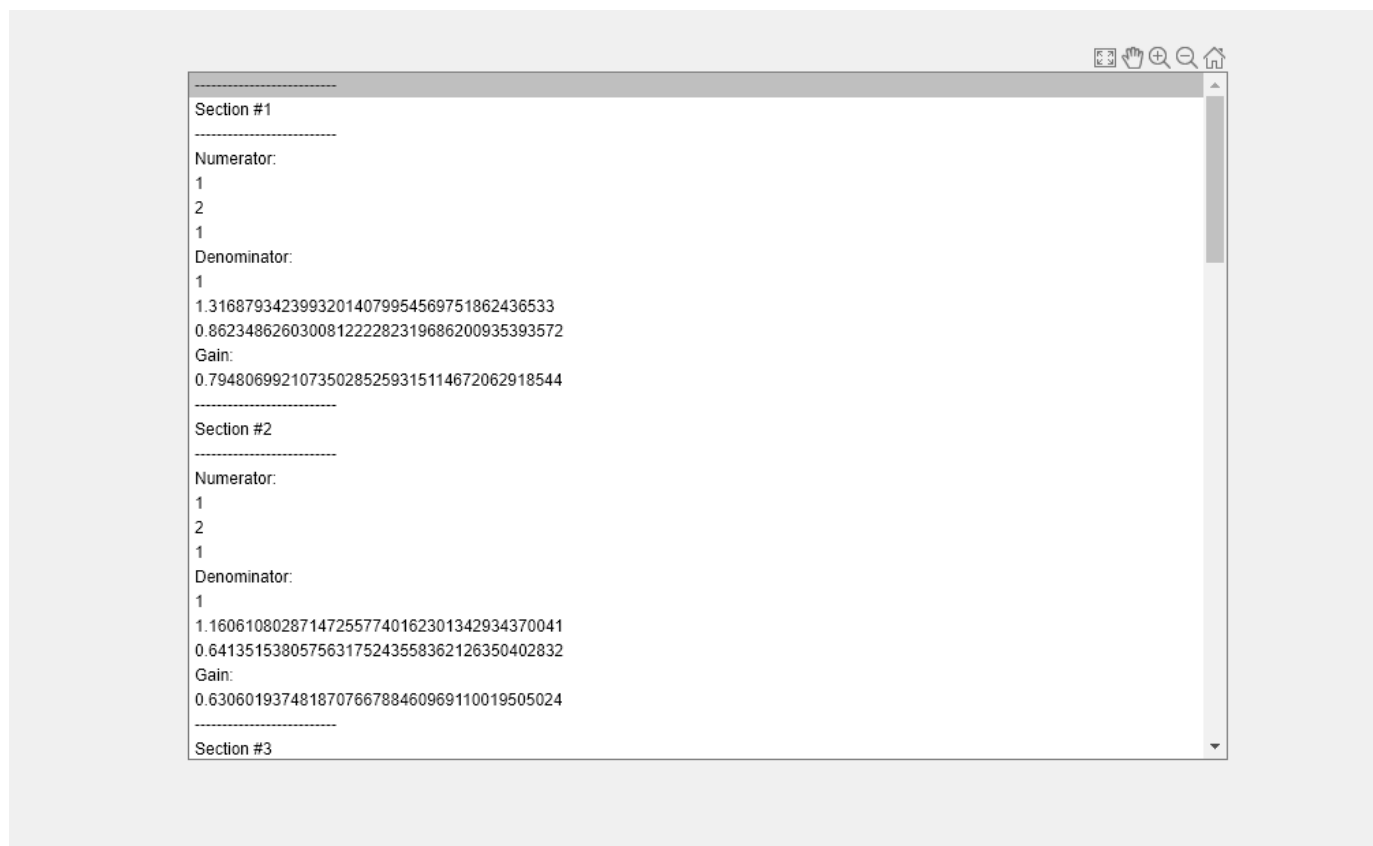 --------------------------
Section #1
--------------------------
Numerator:
1
2
1
Denominator:
1
1.31687934239932014079954569751862436533
0.862348626030081222282319686200935393572
Gain:
0.794806992107350285259315114672062918544
--------------------------
Section #2
--------------------------
Numerator:
1
2
1
Denominator:
1
1.160610802871472557740162301342934370041
0.641351538057563175243558362126350402832
Gain:
0.630601937481870766788460969110019505024
--------------------------
Section #3